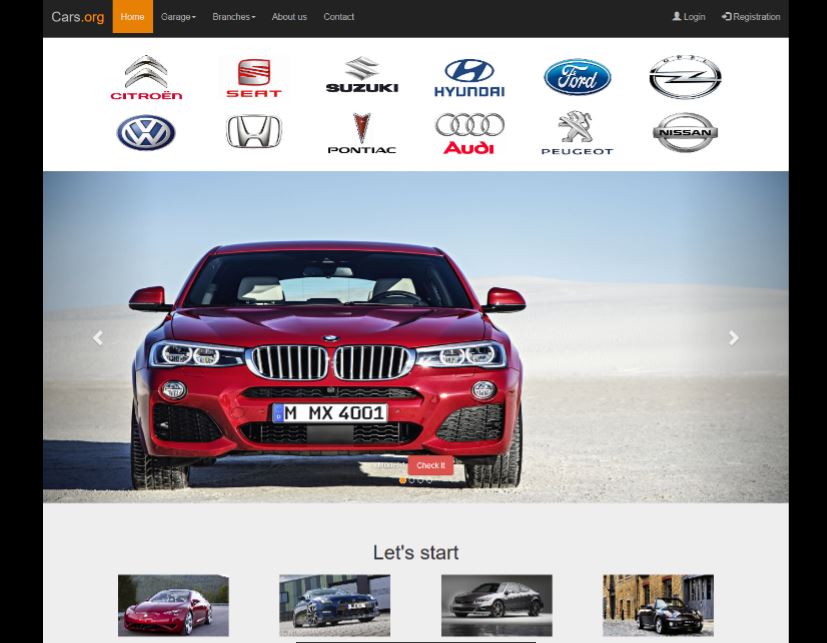 Cars.org Home Garage Branches About us Contact Login Registration
CITROËN SEAT SUZUKI HYUNDAI Ford OPEL
PONTIAC Audi PEUGEOT NISSAN
M MX 4001
Check It
Let's start